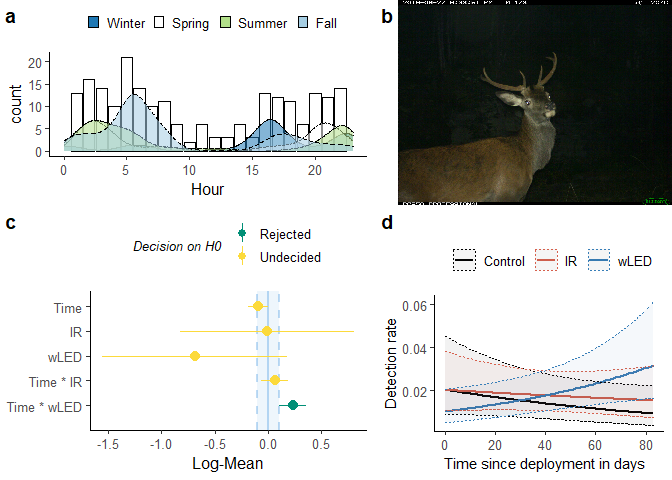 a
Winter Spring Summer Fall
count
20
15
10
5
0
0 5 10 15 20
Hour
b
c
Decision on H0
Rejected
Undecided
Time
IR
wLED
Time * IR
Time * wLED
-1.5 -1.0 -0.5 0.0 0.5
Log-Mean
d
Control IR wLED
Detection rate
0.06
0.04
0.02
0 20 40 60 80
Time since deployment in days